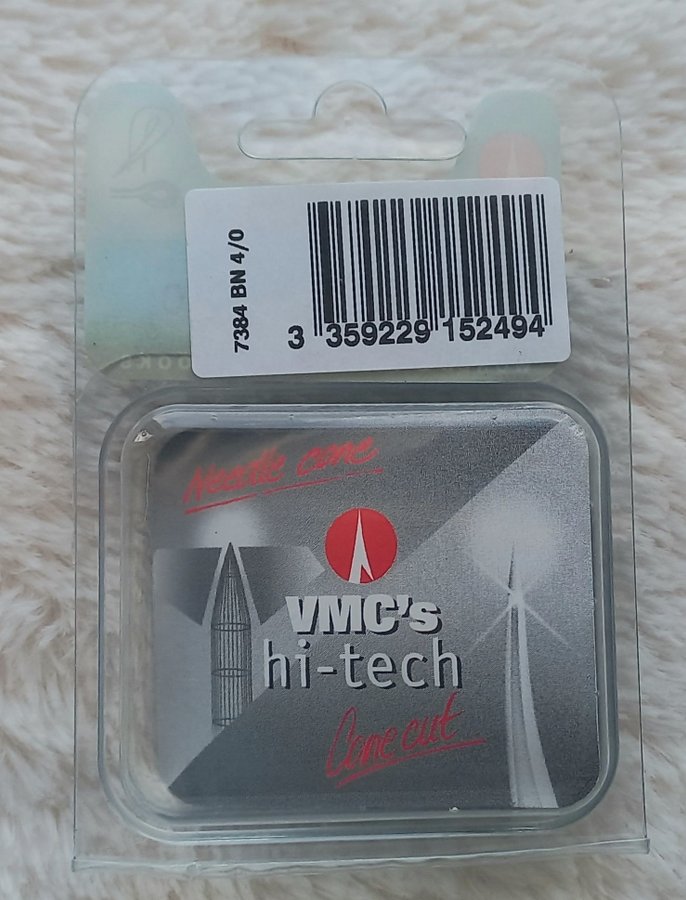 7384 BN 4/0
3 359229 152494
Needle cone
VMC's
hi-tech
Cone cut